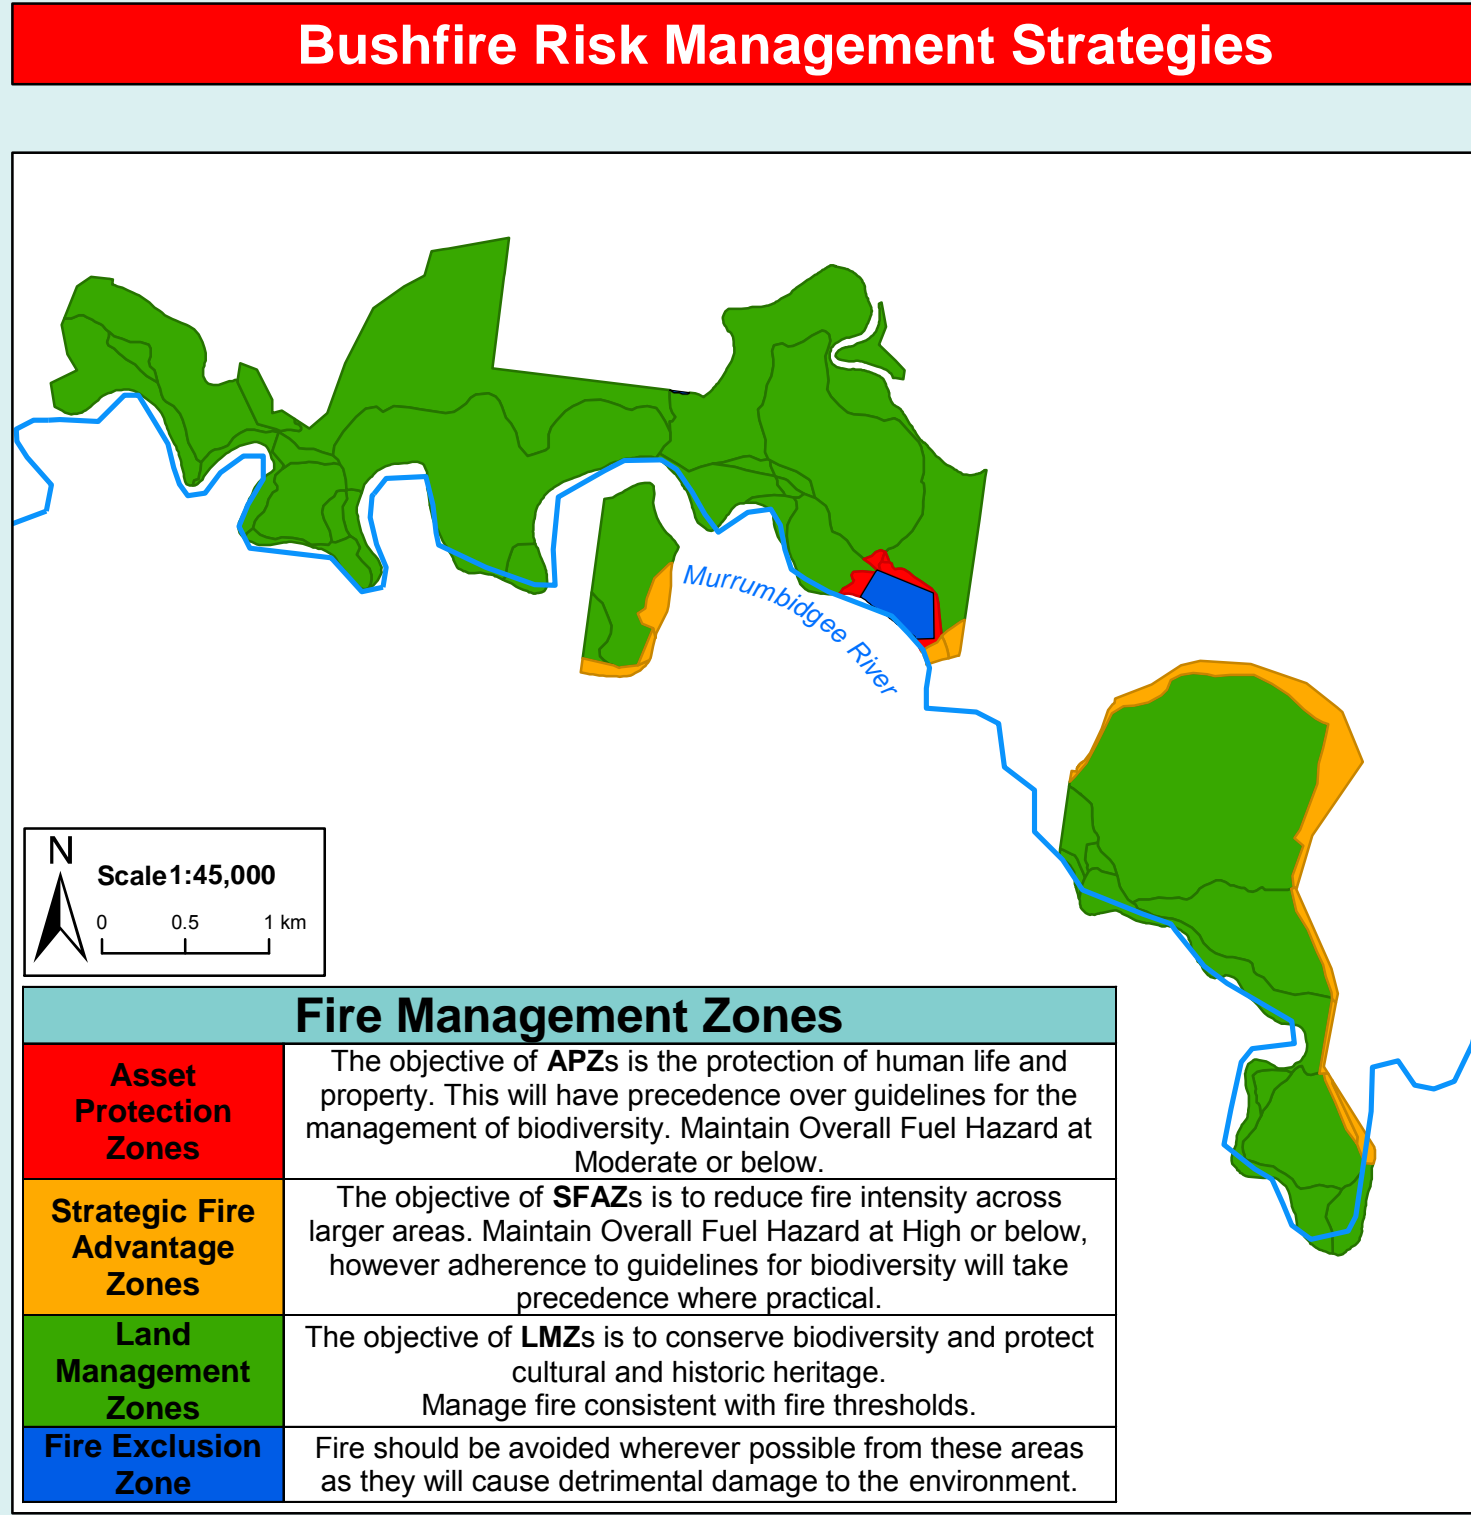 Bushfire Risk Management Strategies
Murrumbidgee River
N
Scale 1:45,000
0 0.5 1 km
Fire Management Zones
Asset
Protection
Zones
The objective of APZs is the protection of human life and
property. This will have precedence over guidelines for the
management of biodiversity. Maintain Overall Fuel Hazard at
Moderate or below.
Strategic Fire
Advantage
Zones
The objective of SFAZs is to reduce fire intensity across
larger areas. Maintain Overall Fuel Hazard at High or below,
however adherence to guidelines for biodiversity will take
precedence where practical.
Land
Management
Zones
The objective of LMZs is to conserve biodiversity and protect
cultural and historic heritage.
Manage fire consistent with fire thresholds.
Fire Exclusion
Zone
Fire should be avoided wherever possible from these areas
as they will cause detrimental damage to the environment.